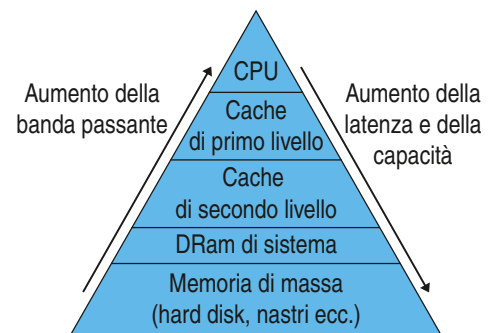 CPU
Aumento della
banda passante
Cache
di primo livello
Aumento della
latenza e della
capacità
Cache
di secondo livello
DRam di sistema
Memoria di massa
(hard disk, nastri ecc.)